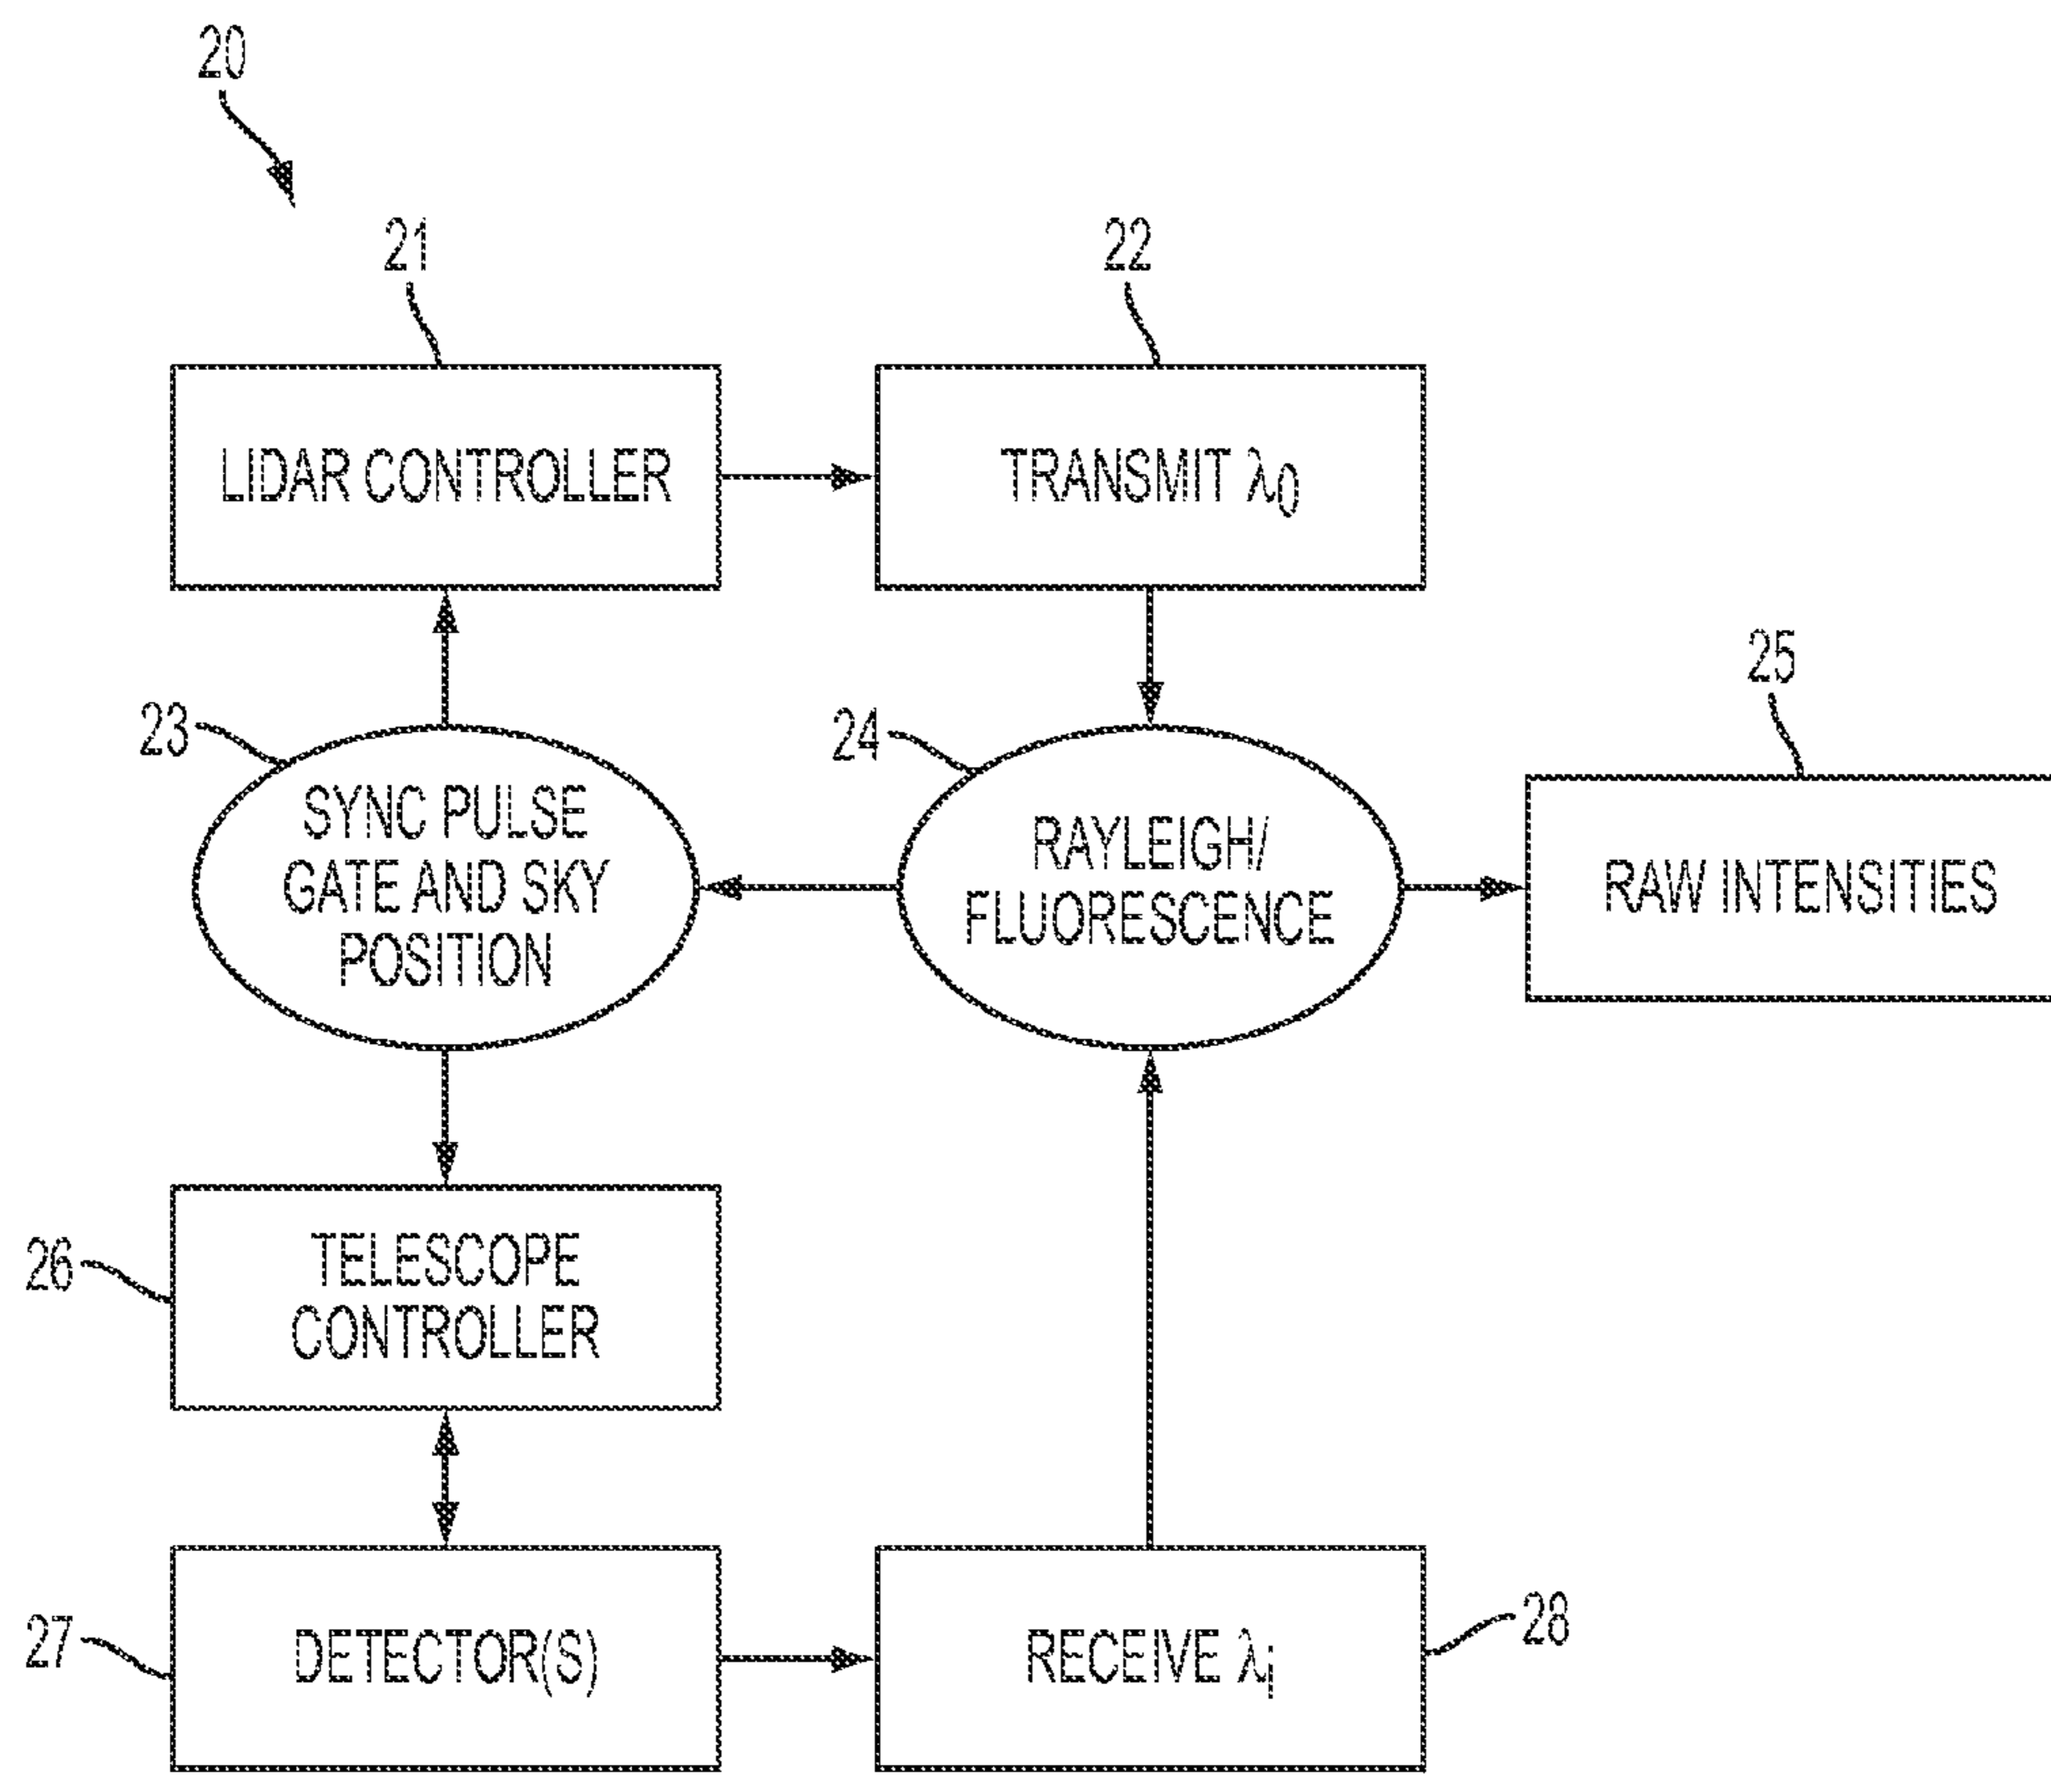 20
21
22
LIDAR CONTROLLER
TRANSMIT λ0
23
SYNC PULSE
GATE AND SKY
POSITION
24
RAYLEIGH/
FLUORESCENCE
25
RAW INTENSITIES
26
TELESCOPE
CONTROLLER
27
DETECTOR(S)
RECEIVE λi
28